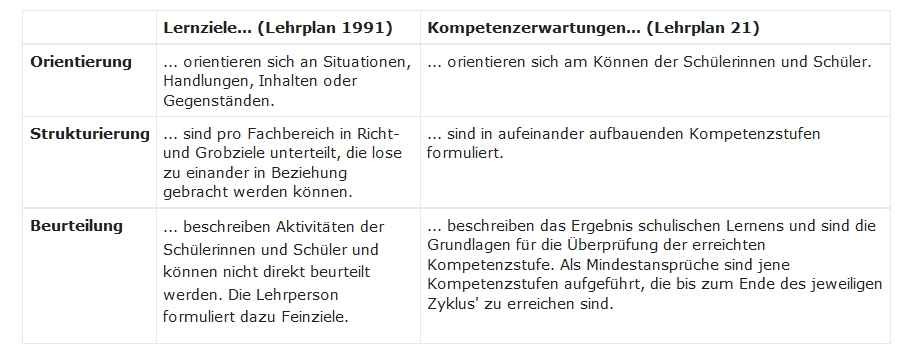 Lernziele... (Lehrplan 1991)
Kompetenzerwartungen... (Lehrplan 21)
Orientierung
... orientieren sich an Situationen,
Handlungen, Inhalten oder
Gegenständen.
... orientieren sich am Können der Schülerinnen und Schüler.
Strukturierung
... sind pro Fachbereich in Richt-
und Grobziele unterteilt, die lose
zu einander in Beziehung
gebracht werden können.
... sind in aufeinander aufbauenden Kompetenzstufen
formuliert.
Beurteilung
... beschreiben Aktivitäten der
Schülerinnen und Schüler und
können nicht direkt beurteilt
werden. Die Lehrperson
formuliert dazu Feinziele.
... beschreiben das Ergebnis schulischen Lernens und sind die
Grundlagen für die Überprüfung der erreichten
Kompetenzstufe. Als Mindestansprüche sind jene
Kompetenzstufen aufgeführt, die bis zum Ende des jeweiligen
Zyklus' zu erreichen sind.